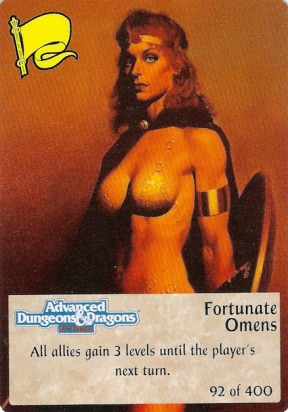 Advanced
Dungeons & Dragons
Fortunate
Omens
All allies gain 3 levels until the player's
next turn.
92 of 400